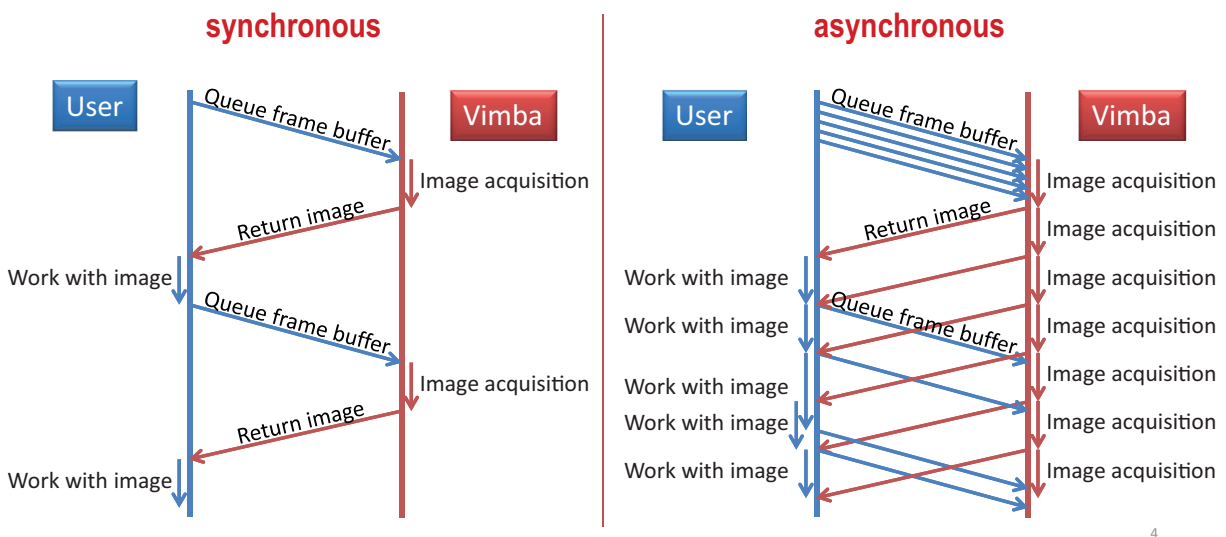 synchronous
User
Vimba
Queue frame buffer
Image acquisition
Return image
Work with image
Queue frame buffer
Image acquisition
Return image
Work with image
asynchronous
User
Vimba
Queue frame buffer
Image acquisition
Return image
Image acquisition
Work with image
Image acquisition
Work with image
Queue frame buffer
Image acquisition
Work with image
Image acquisition
Work with image
Image acquisition
Work with image
Image acquisition
4